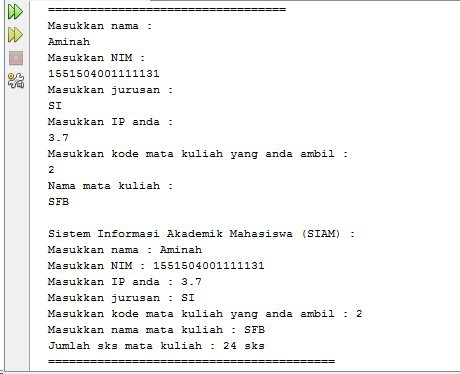 ==================================
Masukkan nama :
Aminah
Masukkan NIM :
1551504001111131
Masukkan jurusan :
SI
Masukkan IP anda :
3.7
Masukkan kode mata kuliah yang anda ambil :
2
Nama mata kuliah :
SFB

Sistem Informasi Akademik Mahasiswa (SIAM) :
Masukkan nama : Aminah
Masukkan NIM : 1551504001111131
Masukkan IP anda : 3.7
Masukkan jurusan : SI
Masukkan kode mata kuliah yang anda ambil : 2
Masukkan nama mata kuliah : SFB
Jumlah sks mata kuliah : 24 sks
=========================================